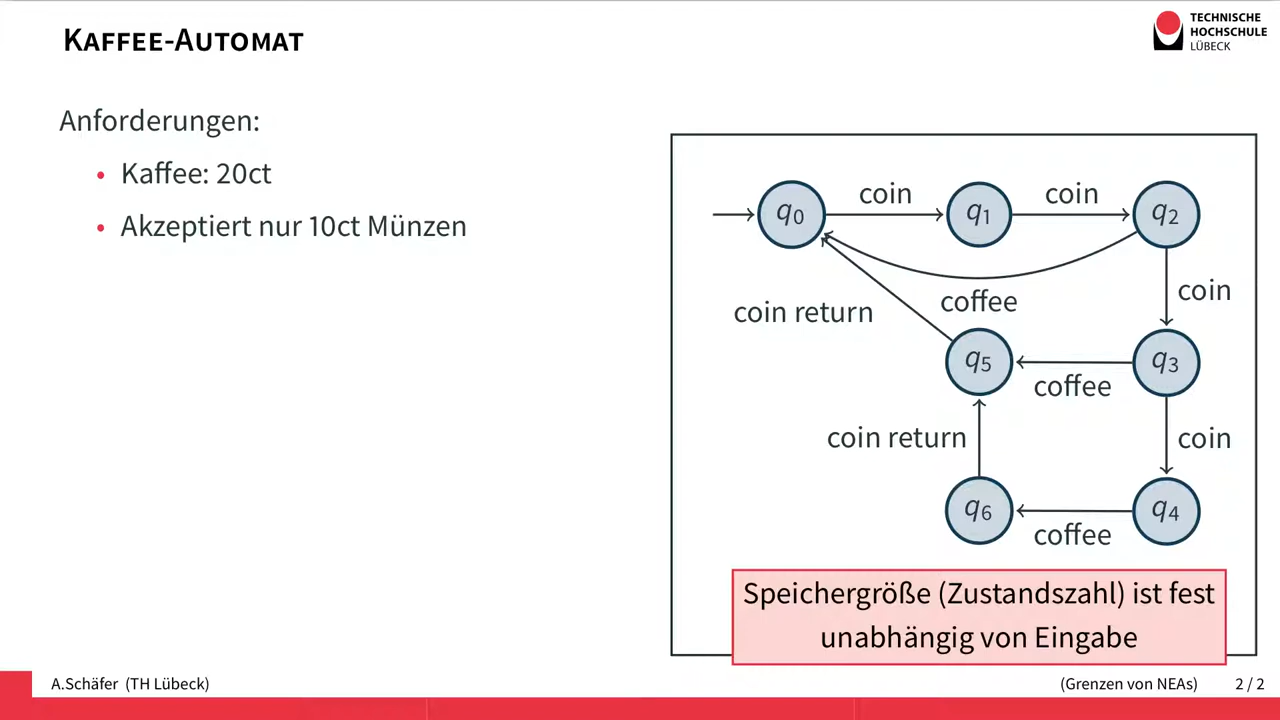 KAFFEE-AUTOMAT
TECHNISCHE
HOCHSCHULE
LÜBECK
Anforderungen:
• Kaffee: 20ct
• Akzeptiert nur 10ct Münzen
q0
coin
q1
coin
q2
coin return
coffee
coin
q5
coffee
q3
coin return
coin
q6
coffee
q4
Speichergröße (Zustandszahl) ist fest
unabhängig von Eingabe
A.Schäfer (TH Lübeck)
(Grenzen von NEAs)
2 / 2